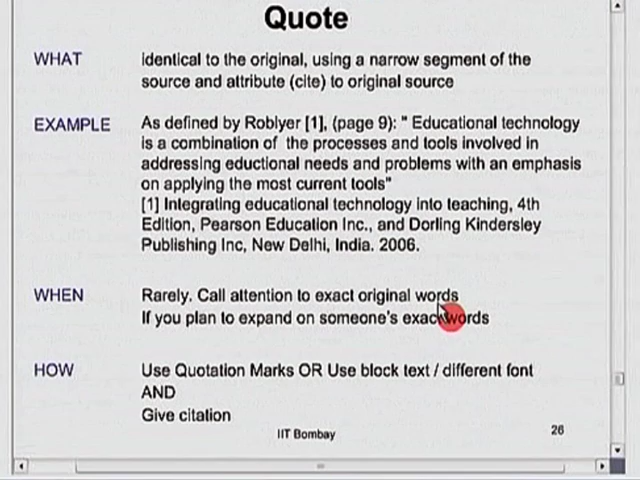 Quote
WHAT
identical to the original, using a narrow segment of the
source and attribute (cite) to original source
EXAMPLE
As defined by Roblyer [1], (page 9): " Educational technology
is a combination of the processes and tools involved in
addressing eductional needs and problems with an emphasis
on applying the most current tools"
[1] Integrating educational technology into teaching, 4th
Edition, Pearson Education Inc., and Dorling Kindersley
Publishing Inc, New Delhi, India. 2006.
WHEN
Rarely. Call attention to exact original words
If you plan to expand on someone's exact words
HOW
Use Quotation Marks OR Use block text / different font
AND
Give citation
IIT Bombay
26